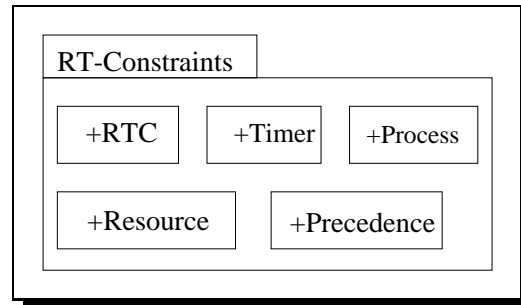 RT-Constraints
+RTC +Timer +Process
+Resource +Precedence